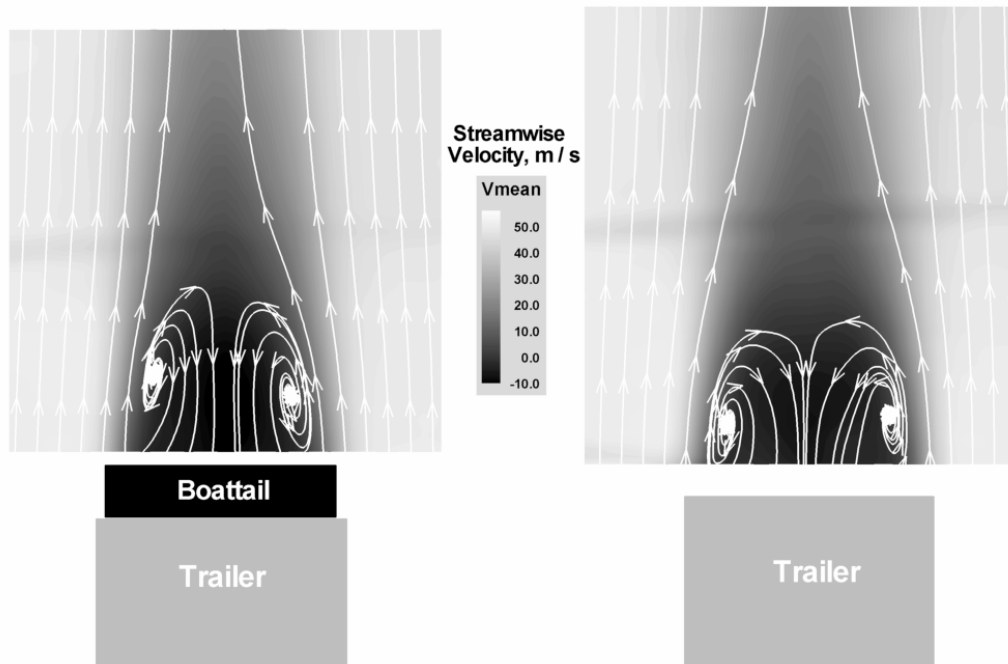 Streamwise
Velocity, m / s
Vmean
50.0
40.0
30.0
20.0
10.0
0.0
-10.0
Boattail
Trailer
Trailer